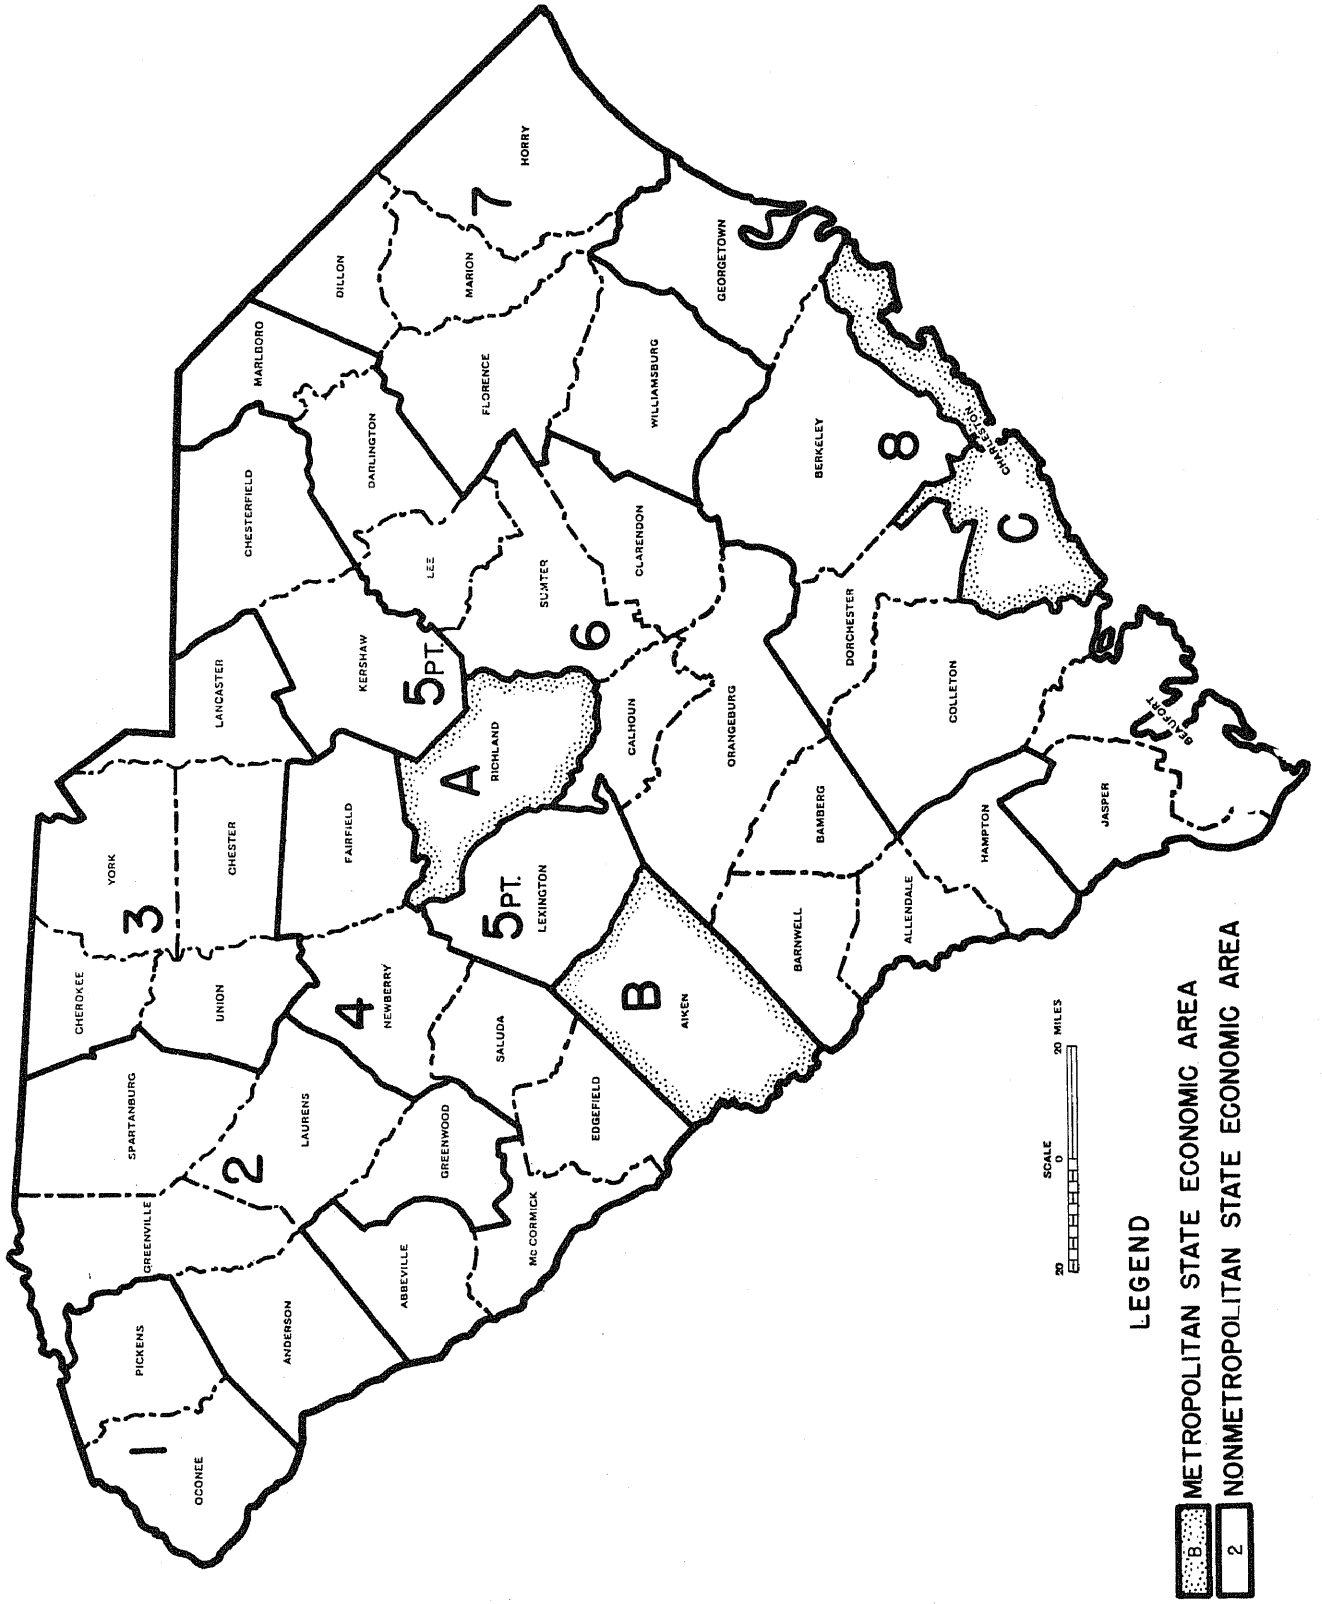 OCONEE
1
PICKENS
GREENVILLE
ANDERSON
2
SPARTANBURG
LAURENS
CHEROKEE
YORK
3
UNION
CHESTER
LANCASTER
ABBEVILLE
GREENWOOD
Mc CORMICK
4
NEWBERRY
SALUDA
EDGEFIELD
FAIRFIELD
KERSHAW
5PT.
CHESTERFIELD
MARLBORO
DARLINGTON
LEE
A
RICHLAND
5PT.
LEXINGTON
B
AIKEN
SUMTER
6
CLARENDON
CALHOUN
ORANGEBURG
BAMBERG
BARNWELL
ALLENDALE
DILLON
MARION
7
HORRY
FLORENCE
WILLIAMSBURG
GEORGETOWN
BERKELEY
8
DORCHESTER
COLLETON
CHARLESTON
C
HAMPTON
JASPER
BEAUFORT
SCALE
20 0 20 MILES
LEGEND
B METROPOLITAN STATE ECONOMIC AREA
2 NONMETROPOLITAN STATE ECONOMIC AREA